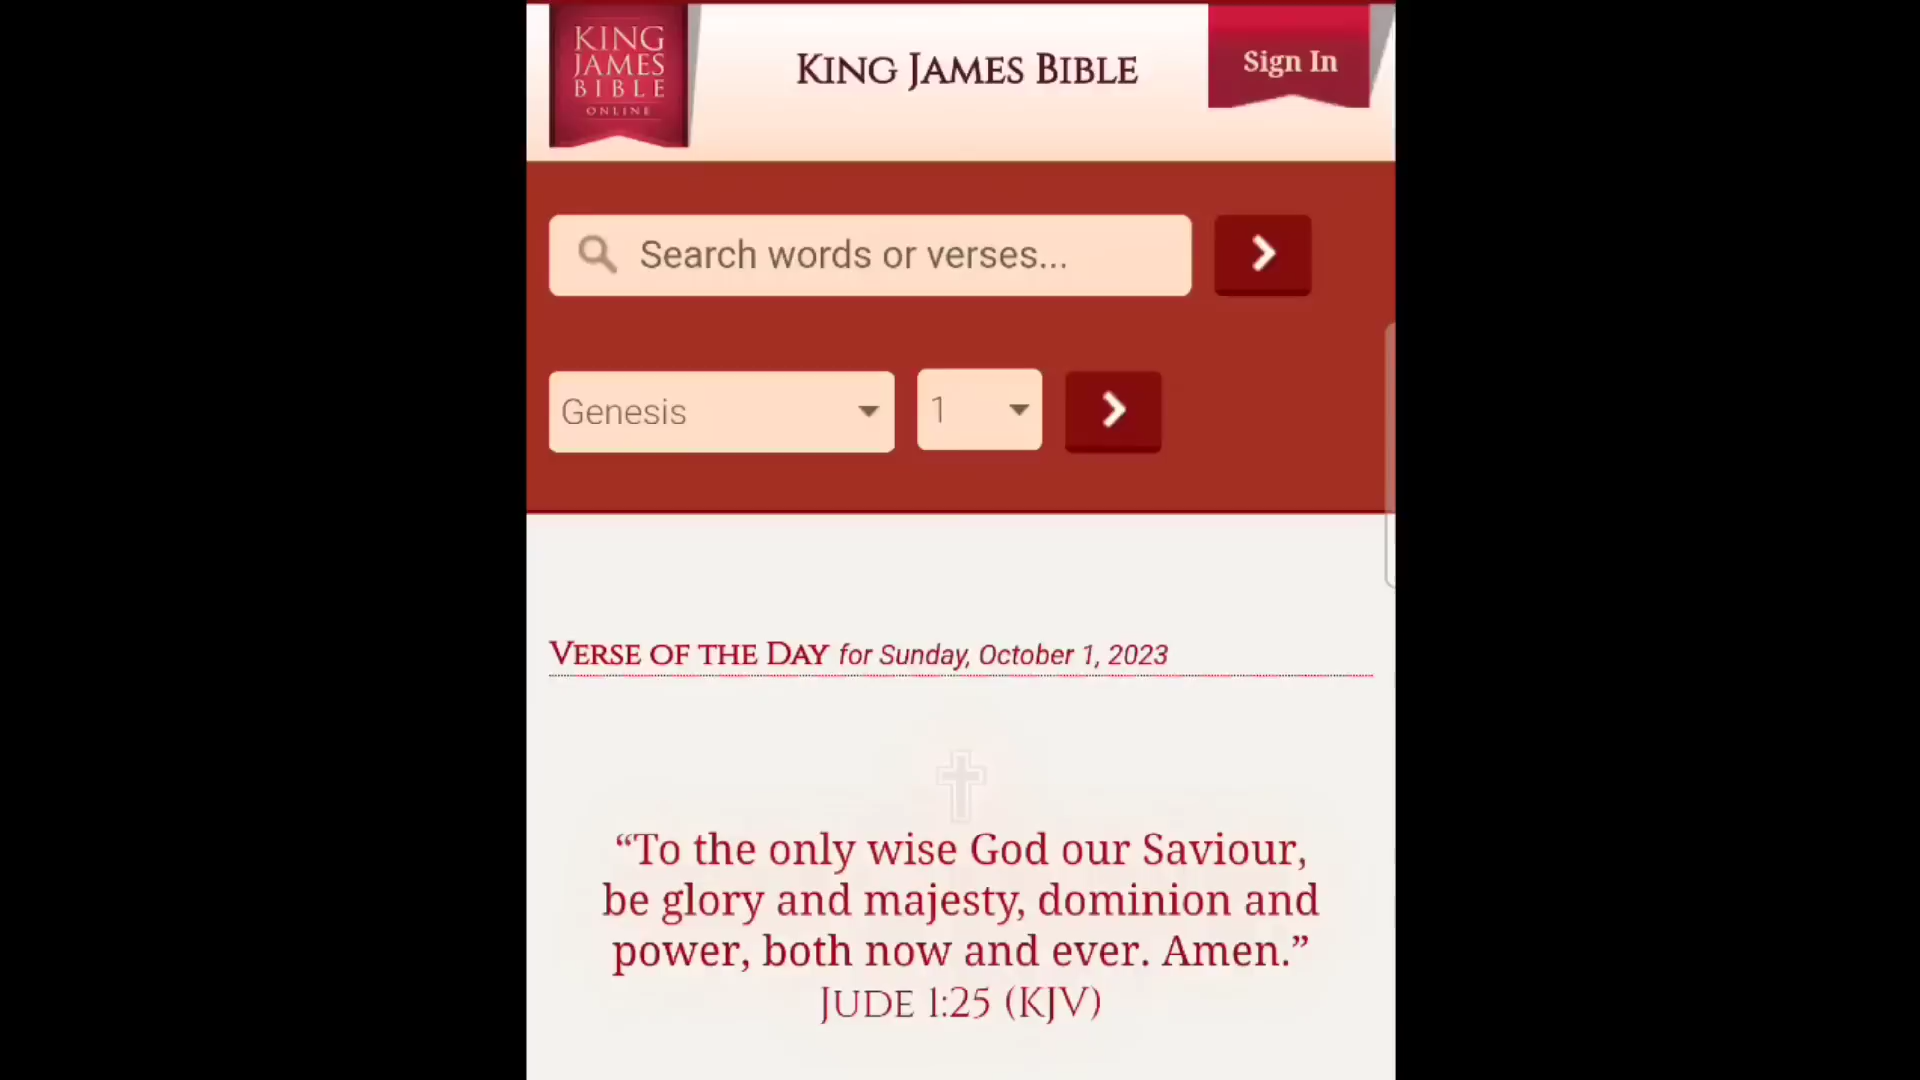 KING
JAMES
BIBLE
ONLINE
KING JAMES BIBLE
Sign In
Search words or verses...
Genesis
1
VERSE OF THE DAY for Sunday, October 1, 2023
“To the only wise God our Saviour,
be glory and majesty, dominion and
power, both now and ever. Amen.”
JUDE 1:25 (KJV)